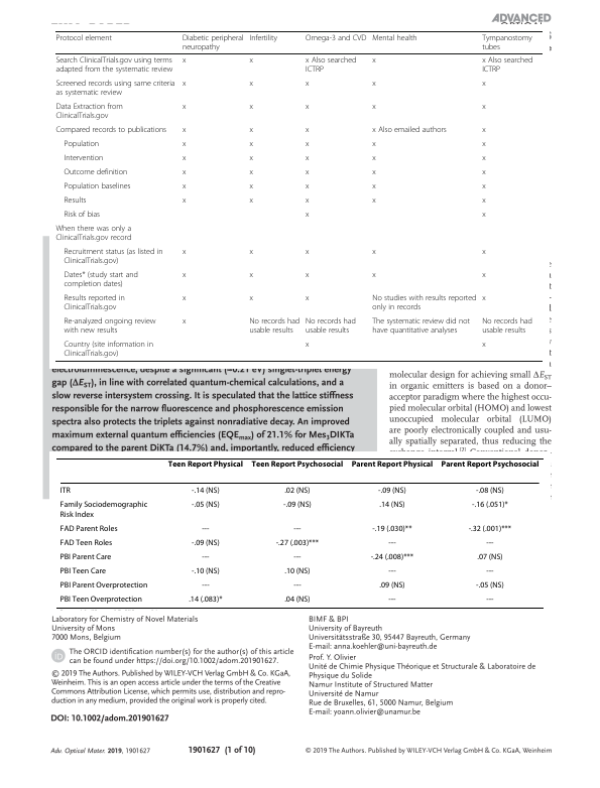 ADVANCED
Protocol element Diabetic peripheral Infertility Omega-3 and CVD Mental health Tympanostomy
neuropathy tubes
Search ClinicalTrials.gov using terms x x x Also searched x x Also searched
adapted from the systematic review ICTRP ICTRP
Screened records using same criteria x x x x x
as systematic review
Data Extraction from x x x x x
ClinicalTrials.gov
Compared records to publications x x x x Also emailed authors x
Population x x x x x
Intervention x x x x x
Outcome definition x x x x x
Population baselines x x x x x
Results x x x x x
Risk of bias x x
When there was only a
ClinicalTrials.gov record
Recruitment status (as listed in x x x x x
ClinicalTrials.gov)
Dates* (study start and x x x x x
completion dates)
Results reported in x x x No studies with results reported x
ClinicalTrials.gov only in records
Re-analyzed ongoing review x No records had No records had The systematic review did not No records had
with new results usable results usable results have quantitative analyses usable results
Country (site information in x x
ClinicalTrials.gov)
electroluminescence, despite a significant (≈0.21 eV) singlet-triplet energy
gap (ΔEST), in line with correlated quantum-chemical calculations, and a
slow reverse intersystem crossing. It is speculated that the lattice stiffness
responsible for the narrow fluorescence and phosphorescence emission
spectra also protects the triplets against nonradiative decay. An improved
maximum external quantum efficiencies (EQEmax) of 21.1% for Mes3DIKTa
compared to the parent DiKTa (14.7%) and, importantly, reduced efficiency
molecular design for achieving small ΔEST
in organic emitters is based on a donor–
acceptor paradigm where the highest occu-
pied molecular orbital (HOMO) and lowest
unoccupied molecular orbital (LUMO)
are poorly electronically coupled and usu-
ally spatially separated, thus reducing the
Teen Report Physical Teen Report Psychosocial Parent Report Physical Parent Report Psychosocial
ITR -.14 (NS) .02 (NS) -.09 (NS) -.08 (NS)
Family Sociodemographic -.05 (NS) -.09 (NS) .14 (NS) -.16 (.051)*
Risk Index
FAD Parent Roles --- --- -.19 (.030)** -.32 (.001)***
FAD Teen Roles -.09 (NS) -.27 (.003)*** --- ---
PBI Parent Care --- --- -.24 (.008)*** .07 (NS)
PBI Teen Care -.10 (NS) .10 (NS) --- ---
PBI Parent Overprotection --- --- .09 (NS) -.05 (NS)
PBI Teen Overprotection .14 (.083)* .04 (NS) --- ---
Laboratory for Chemistry of Novel Materials
University of Mons
7000 Mons, Belgium
The ORCID identification number(s) for the author(s) of this article
can be found under https://doi.org/10.1002/adom.201901627.
© 2019 The Authors. Published by WILEY-VCH Verlag GmbH & Co. KGaA,
Weinheim. This is an open access article under the terms of the Creative
Commons Attribution License, which permits use, distribution and repro-
duction in any medium, provided the original work is properly cited.
DOI: 10.1002/adom.201901627
BIMF & BPI
University of Bayreuth
Universitätsstraße 30, 95447 Bayreuth, Germany
E-mail: anna.koehler@uni-bayreuth.de
Prof. Y. Olivier
Unité de Chimie Physique Théorique et Structurale & Laboratoire de
Physique du Solide
Namur Institute of Structured Matter
Université de Namur
Rue de Bruxelles, 61, 5000 Namur, Belgium
E-mail: yoann.olivier@unamur.be
Adv. Optical Mater. 2019, 1901627 1901627 (1 of 10) © 2019 The Authors. Published by WILEY-VCH Verlag GmbH & Co. KGaA, Weinheim